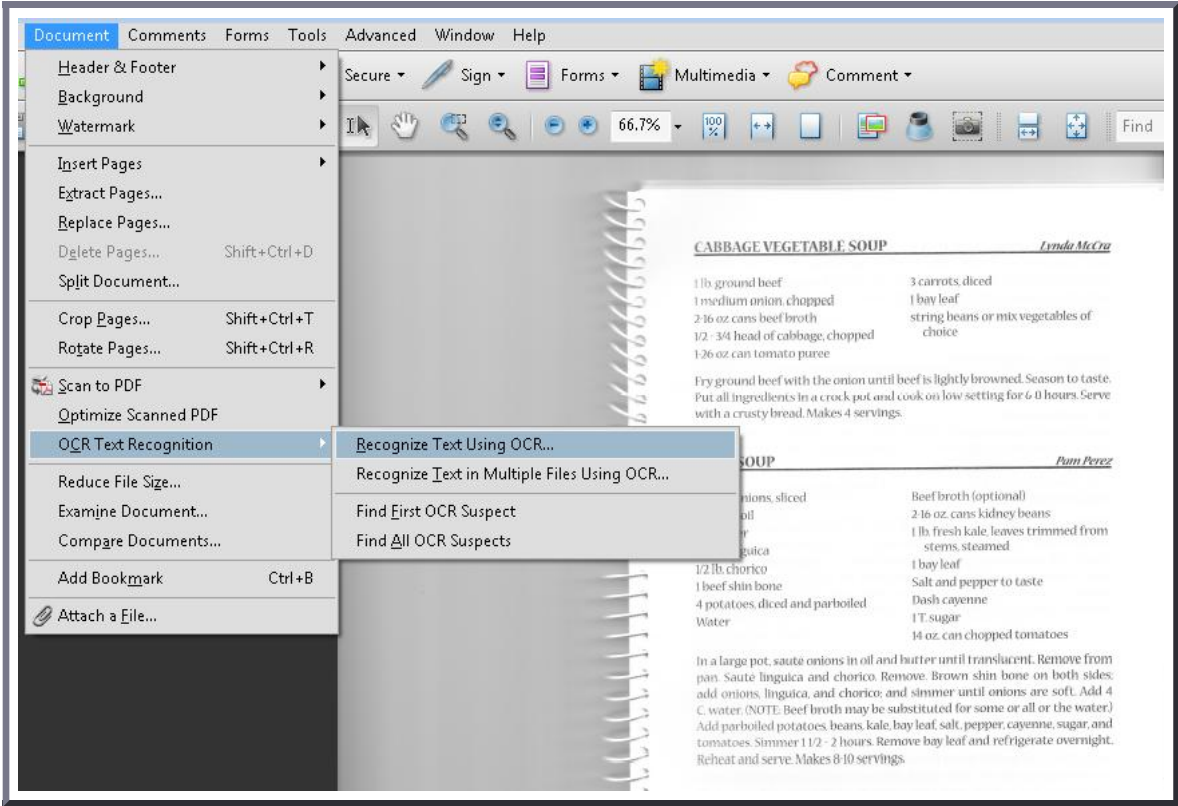 Document Comments Forms Tools Advanced Window Help
Secure Sign Forms Multimedia Comment
66.7% 100 % Find
Header & Footer
Background
Watermark
Insert Pages
Extract Pages...
Replace Pages...
Delete Pages... Shift+Ctrl+D
Split Document...
Crop Pages... Shift+Ctrl+T
Rotate Pages... Shift+Ctrl+R
Scan to PDF
Optimize Scanned PDF
OCR Text Recognition
Reduce File Size...
Examine Document...
Compare Documents...
Add Bookmark Ctrl+B
Attach a File...
Recognize Text Using OCR...
Recognize Text in Multiple Files Using OCR...
Find First OCR Suspect
Find All OCR Suspects
CABBAGE VEGETABLE SOUP Lynda McCra
1 lb. ground beef
1 medium onion, chopped
2-16 oz cans beef broth
1/2 - 3/4 head of cabbage, chopped
1-26 oz can tomato puree
3 carrots, diced
1 bay leaf
string beans or mix vegetables of
choice
Fry ground beef with the onion until beef is lightly browned. Season to taste.
Put all ingredients in a crock pot and cook on low setting for 6-8 hours. Serve
with a crusty bread. Makes 4 servings.
SOUP Pam Perez
onions, sliced
oil
1/2 lb. chorico
1 beef shin bone
4 potatoes, diced and parboiled
Water
Beef broth (optional)
2-16 oz. cans kidney beans
1 lb. fresh kale, leaves trimmed from
stems, steamed
1 bay leaf
Salt and pepper to taste
Dash cayenne
1 T. sugar
14 oz. can chopped tomatoes
In a large pot, sauté onions in oil and butter until translucent. Remove from
pan. Sauté linguica and chorico. Remove. Brown shin bone on both sides;
add onions, linguica, and chorico; and simmer until onions are soft. Add 4
C. water. (NOTE: Beef broth may be substituted for some or all or the water.)
Add parboiled potatoes, beans, kale, bay leaf, salt, pepper, cayenne, sugar, and
tomatoes. Simmer 1 1/2 - 2 hours. Remove bay leaf and refrigerate overnight.
Reheat and serve. Makes 8-10 servings.